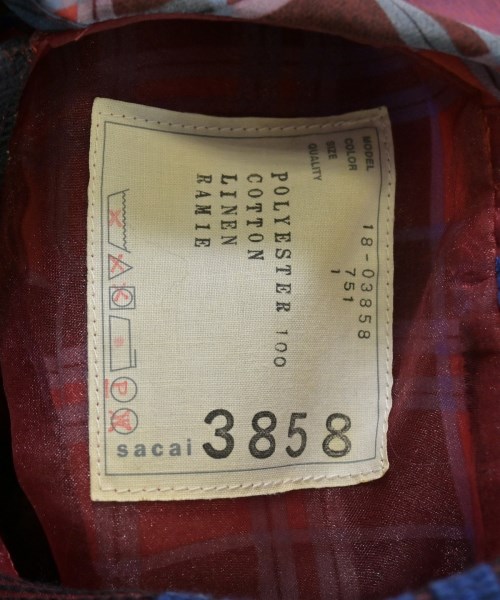 MODEL 18-03858
COLOR 751
SIZE 1
QUALITY
POLYESTER 100
COTTON
LINEN
RAMIE
P
W
sacai 3858